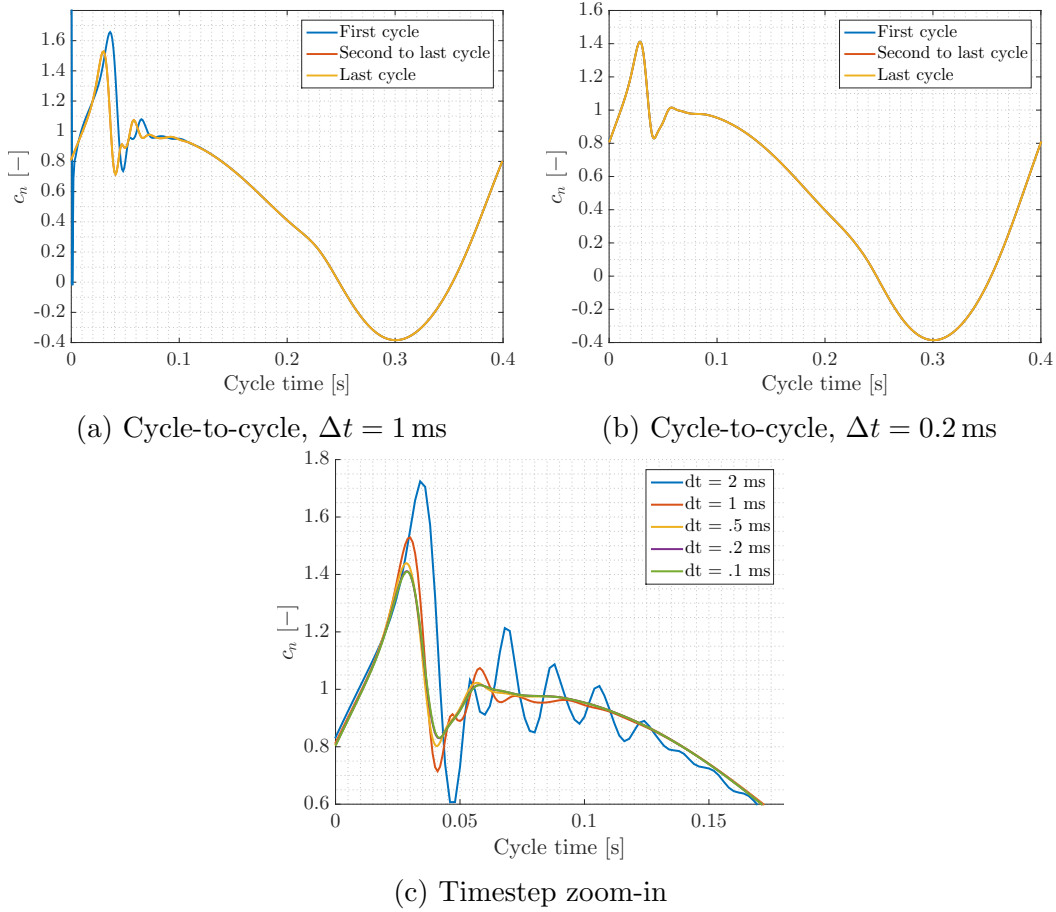 1.6
1.4
1.2
1
0.8
0.6
0.4
0.2
0
-0.2
-0.4
c_n [−]
First cycle
Second to last cycle
Last cycle
0 0.1 0.2 0.3 0.4
Cycle time [s]
(a) Cycle-to-cycle, Δt = 1 ms
1.6
1.4
1.2
1
0.8
0.6
0.4
0.2
0
-0.2
-0.4
c_n [−]
First cycle
Second to last cycle
Last cycle
0 0.1 0.2 0.3 0.4
Cycle time [s]
(b) Cycle-to-cycle, Δt = 0.2 ms
1.8
1.6
1.4
1.2
1
0.8
0.6
c_n [−]
dt = 2 ms
dt = 1 ms
dt = .5 ms
dt = .2 ms
dt = .1 ms
0 0.05 0.1 0.15
Cycle time [s]
(c) Timestep zoom-in